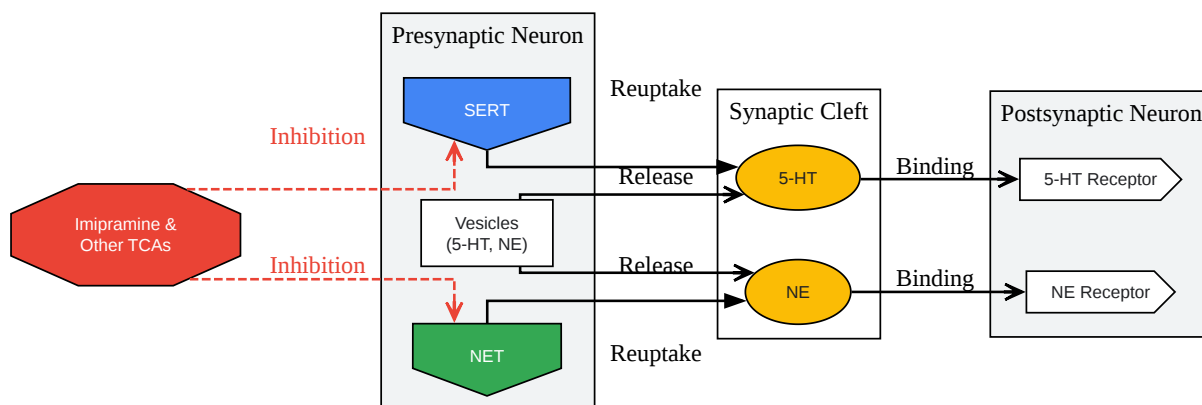 Presynaptic Neuron
SERT
Reuptake
Synaptic Cleft
Postsynaptic Neuron
Inhibition
Release
5-HT
Binding
5-HT Receptor
Imipramine &
Other TCAs
Vesicles
(5-HT, NE)
Inhibition
Release
NE
Binding
NE Receptor
NET
Reuptake